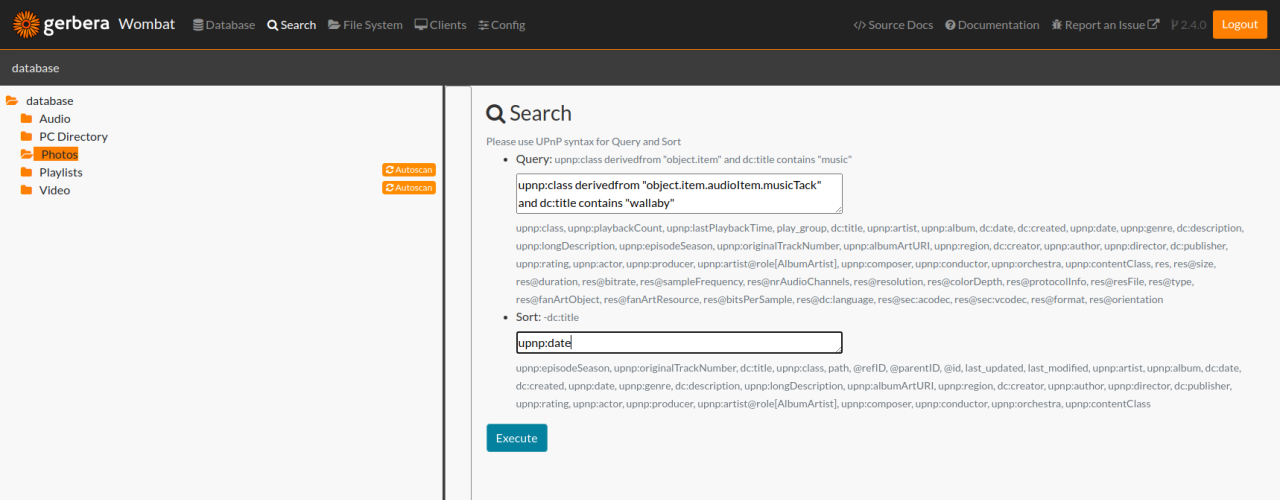 gerbera Wombat Database Search File System Clients Config Source Docs Documentation Report an Issue 2.4.0 Logout
database
database
Audio
PC Directory
Photos
Playlists Autoscan
Video Autoscan
Search
Please use UPnP syntax for Query and Sort
• Query: upnp:class derivedfrom "object.item" and dc:title contains "music"
upnp:class derivedfrom "object.item.audioItem.musicTack"
and dc:title contains "wallaby"
upnp:class, upnp:playbackCount, upnp:lastPlaybackTime, play_group, dc:title, upnp:artist, upnp:album, dc:date, dc:created, upnp:date, upnp:genre, dc:description,
upnp:longDescription, upnp:episodeSeason, upnp:originalTrackNumber, upnp:albumArtURI, upnp:region, dc:creator, upnp:author, upnp:director, dc:publisher,
upnp:rating, upnp:actor, upnp:producer, upnp:artist@role[AlbumArtist], upnp:composer, upnp:conductor, upnp:orchestra, upnp:contentClass, res, res@size,
res@duration, res@bitrate, res@sampleFrequency, res@nrAudioChannels, res@resolution, res@colorDepth, res@protocolInfo, res@resFile, res@type,
res@fanArtObject, res@fanArtResource, res@bitsPerSample, res@dc:language, res@sec:acodec, res@sec:vcodec, res@format, res@orientation
• Sort: -dc:title
upnp:date
upnp:episodeSeason, upnp:originalTrackNumber, dc:title, upnp:class, path, @refID, @parentID, @id, last_updated, last_modified, upnp:artist, upnp:album, dc:date,
dc:created, upnp:date, upnp:genre, dc:description, upnp:longDescription, upnp:albumArtURI, upnp:region, dc:creator, upnp:author, upnp:director, dc:publisher,
upnp:rating, upnp:actor, upnp:producer, upnp:artist@role[AlbumArtist], upnp:composer, upnp:conductor, upnp:orchestra, upnp:contentClass
Execute